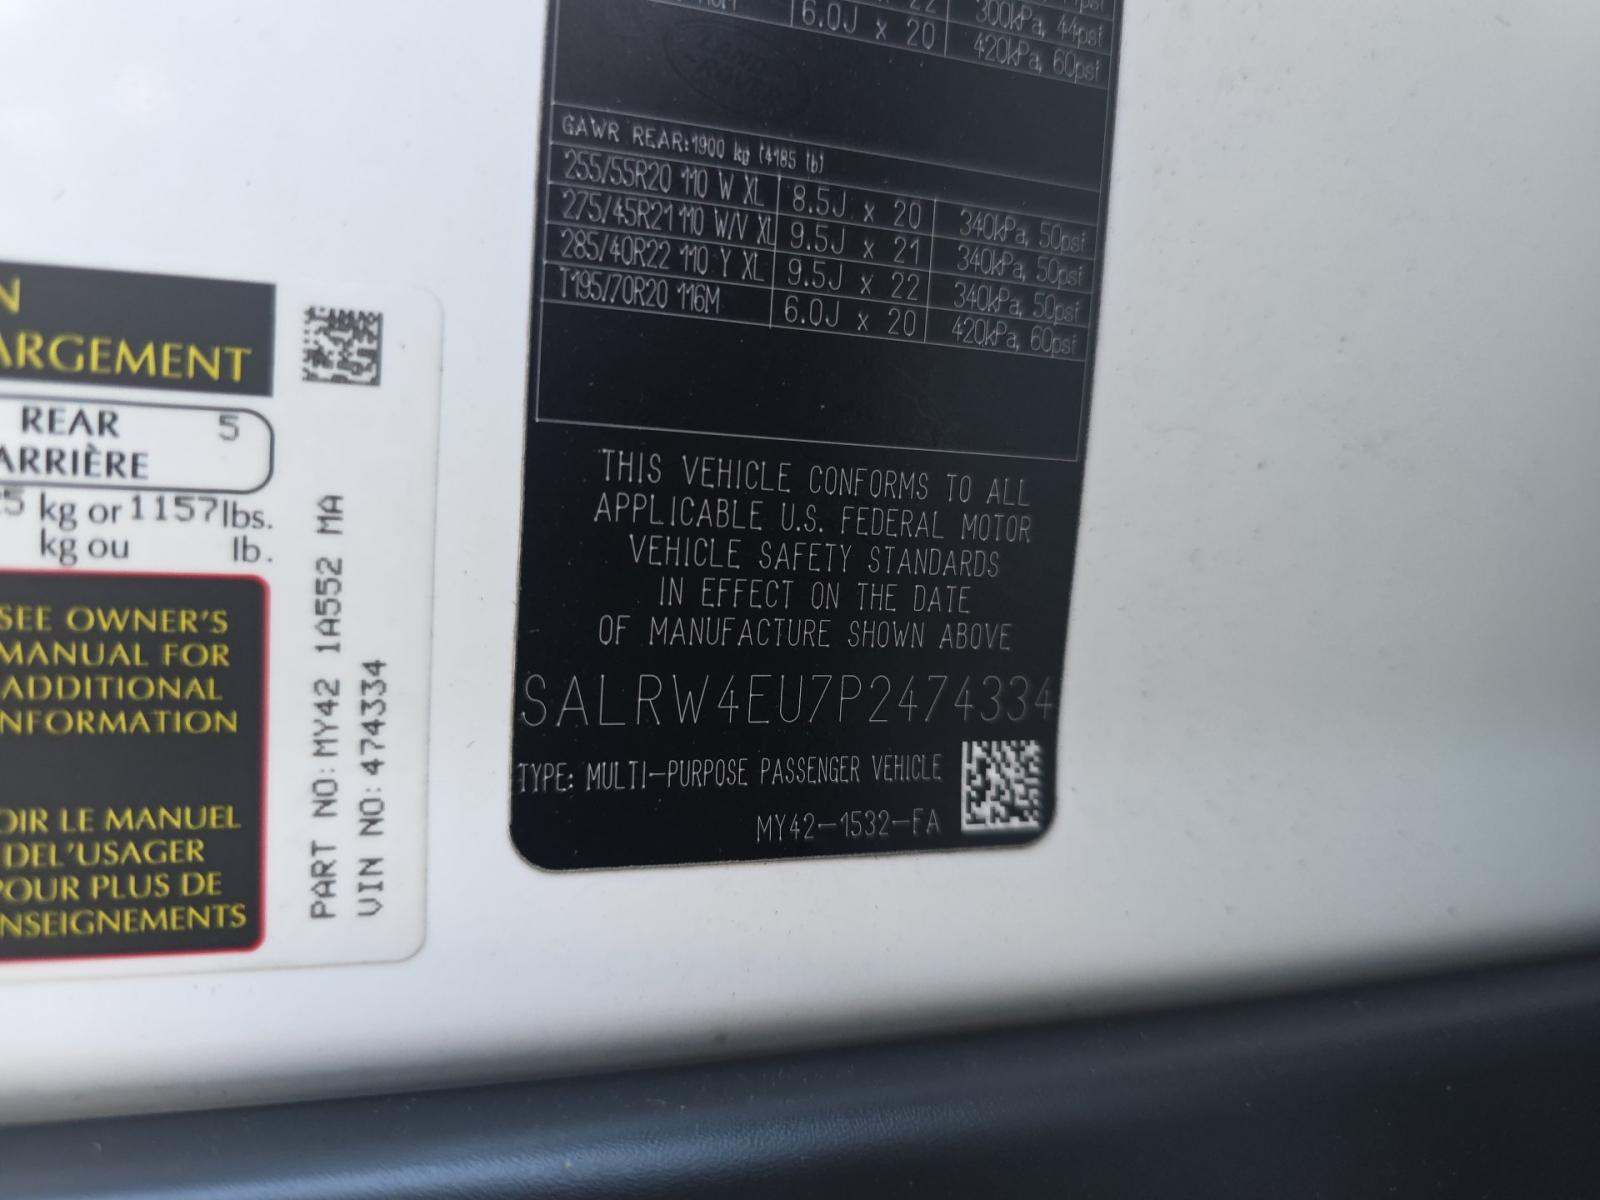 22 300kPa, 44psi
6.0J x 20 420kPa, 60psi
GAWR REAR:1900 kg (4185 lb)
255/55R20 110 W XL 8.5J x 20 340kPa, 50psi
275/45R21 110 W/V XL 9.5J x 21 340kPa, 50psi
285/40R22 110 Y XL 9.5J x 22 340kPa, 50psi
T195/70R20 116M 6.0J x 20 420kPa, 60psi
THIS VEHICLE CONFORMS TO ALL
APPLICABLE U.S. FEDERAL MOTOR
VEHICLE SAFETY STANDARDS
IN EFFECT ON THE DATE
OF MANUFACTURE SHOWN ABOVE
SALRW4EU7P2474334
TYPE: MULTI-PURPOSE PASSENGER VEHICLE
MY42-1532-FA
N
ARGEMENT
REAR 5
ARRIÈRE
5 kg or 1157 lbs.
kg ou lb.
SEE OWNER'S
MANUAL FOR
ADDITIONAL
NFORMATION
OIR LE MANUEL
DEL'USAGER
POUR PLUS DE
NSEIGNEMENTS
PART NO:MY42 1A552 MA
VIN NO:474334